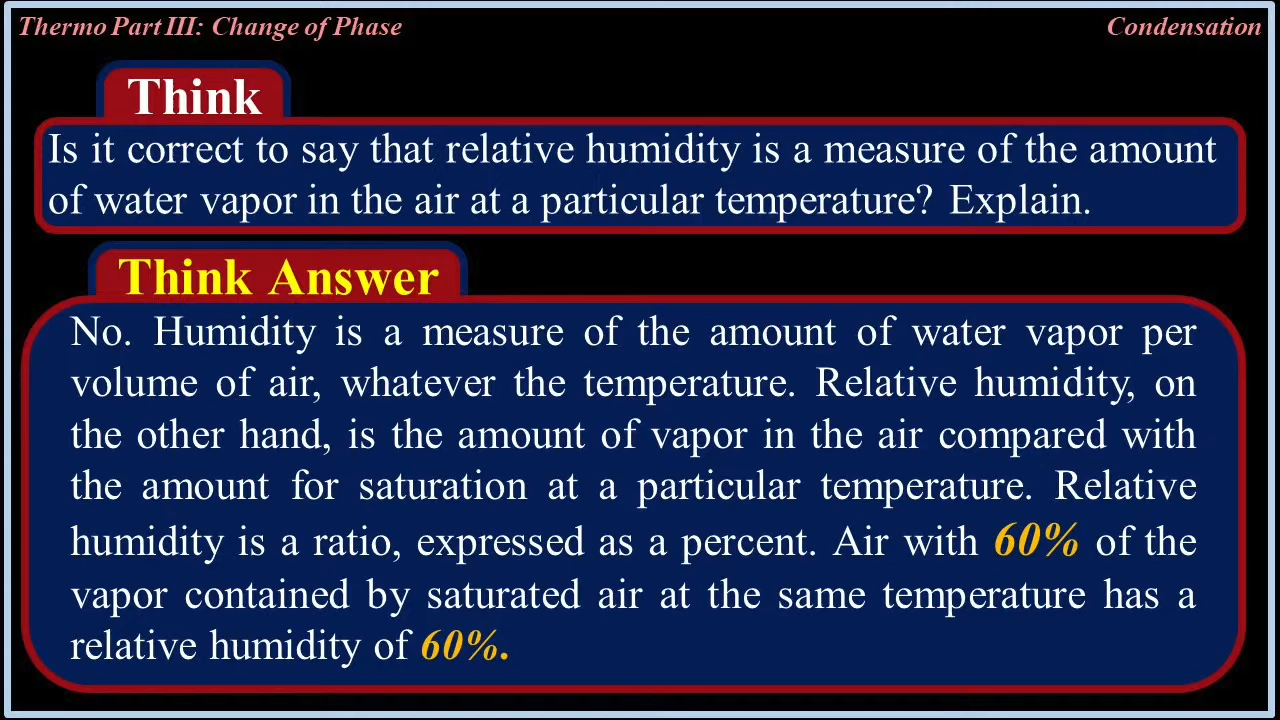 Thermo Part III: Change of Phase
Condensation
Think
Is it correct to say that relative humidity is a measure of the amount
of water vapor in the air at a particular temperature? Explain.
Think Answer
No. Humidity is a measure of the amount of water vapor per
volume of air, whatever the temperature. Relative humidity, on
the other hand, is the amount of vapor in the air compared with
the amount for saturation at a particular temperature. Relative
humidity is a ratio, expressed as a percent. Air with 60% of the
vapor contained by saturated air at the same temperature has a
relative humidity of 60%.